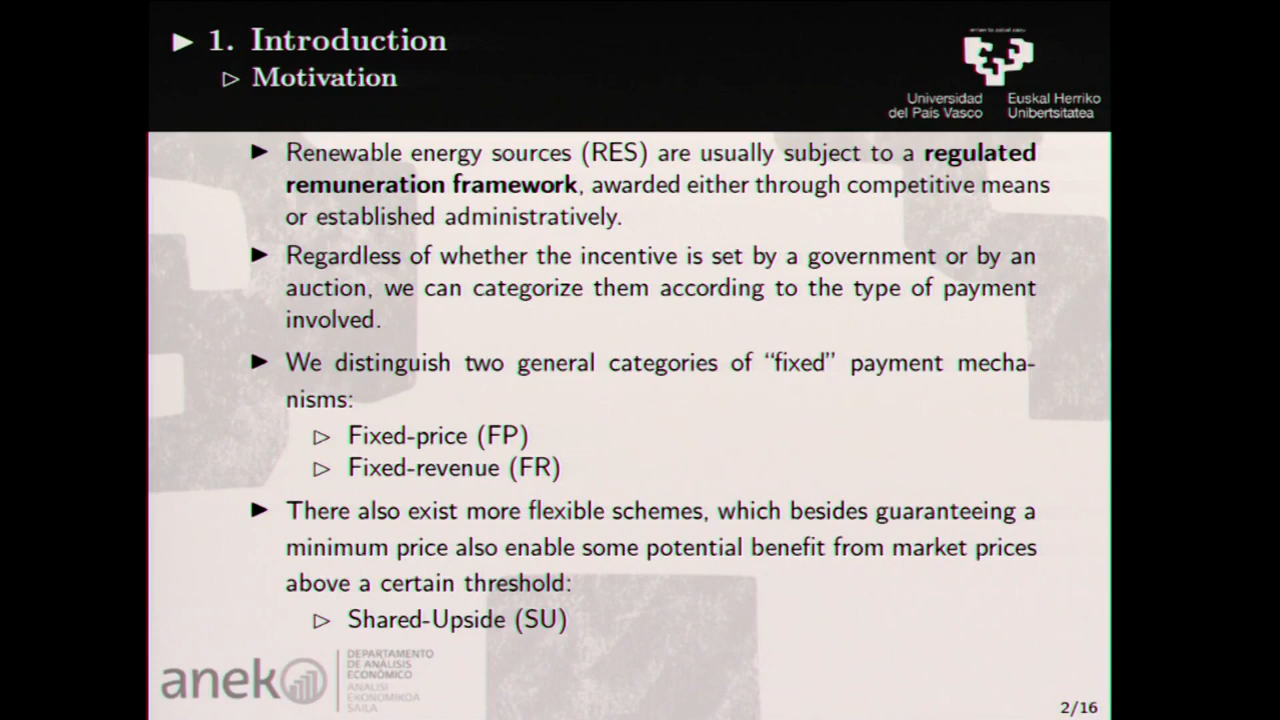 ▶ 1. Introduction
▷ Motivation
eman ta zabal zazu
Universidad
del País Vasco
Euskal Herriko
Unibertsitatea
▶ Renewable energy sources (RES) are usually subject to a regulated
remuneration framework, awarded either through competitive means
or established administratively.
▶ Regardless of whether the incentive is set by a government or by an
auction, we can categorize them according to the type of payment
involved.
▶ We distinguish two general categories of “fixed” payment mecha-
nisms:
▷ Fixed-price (FP)
▷ Fixed-revenue (FR)
▶ There also exist more flexible schemes, which besides guaranteeing a
minimum price also enable some potential benefit from market prices
above a certain threshold:
▷ Shared-Upside (SU)
aneko
DEPARTAMENTO
DE ANÁLISIS
ECONÓMICO
ANALISI
EKONOMIKOA
SAILA
2/16